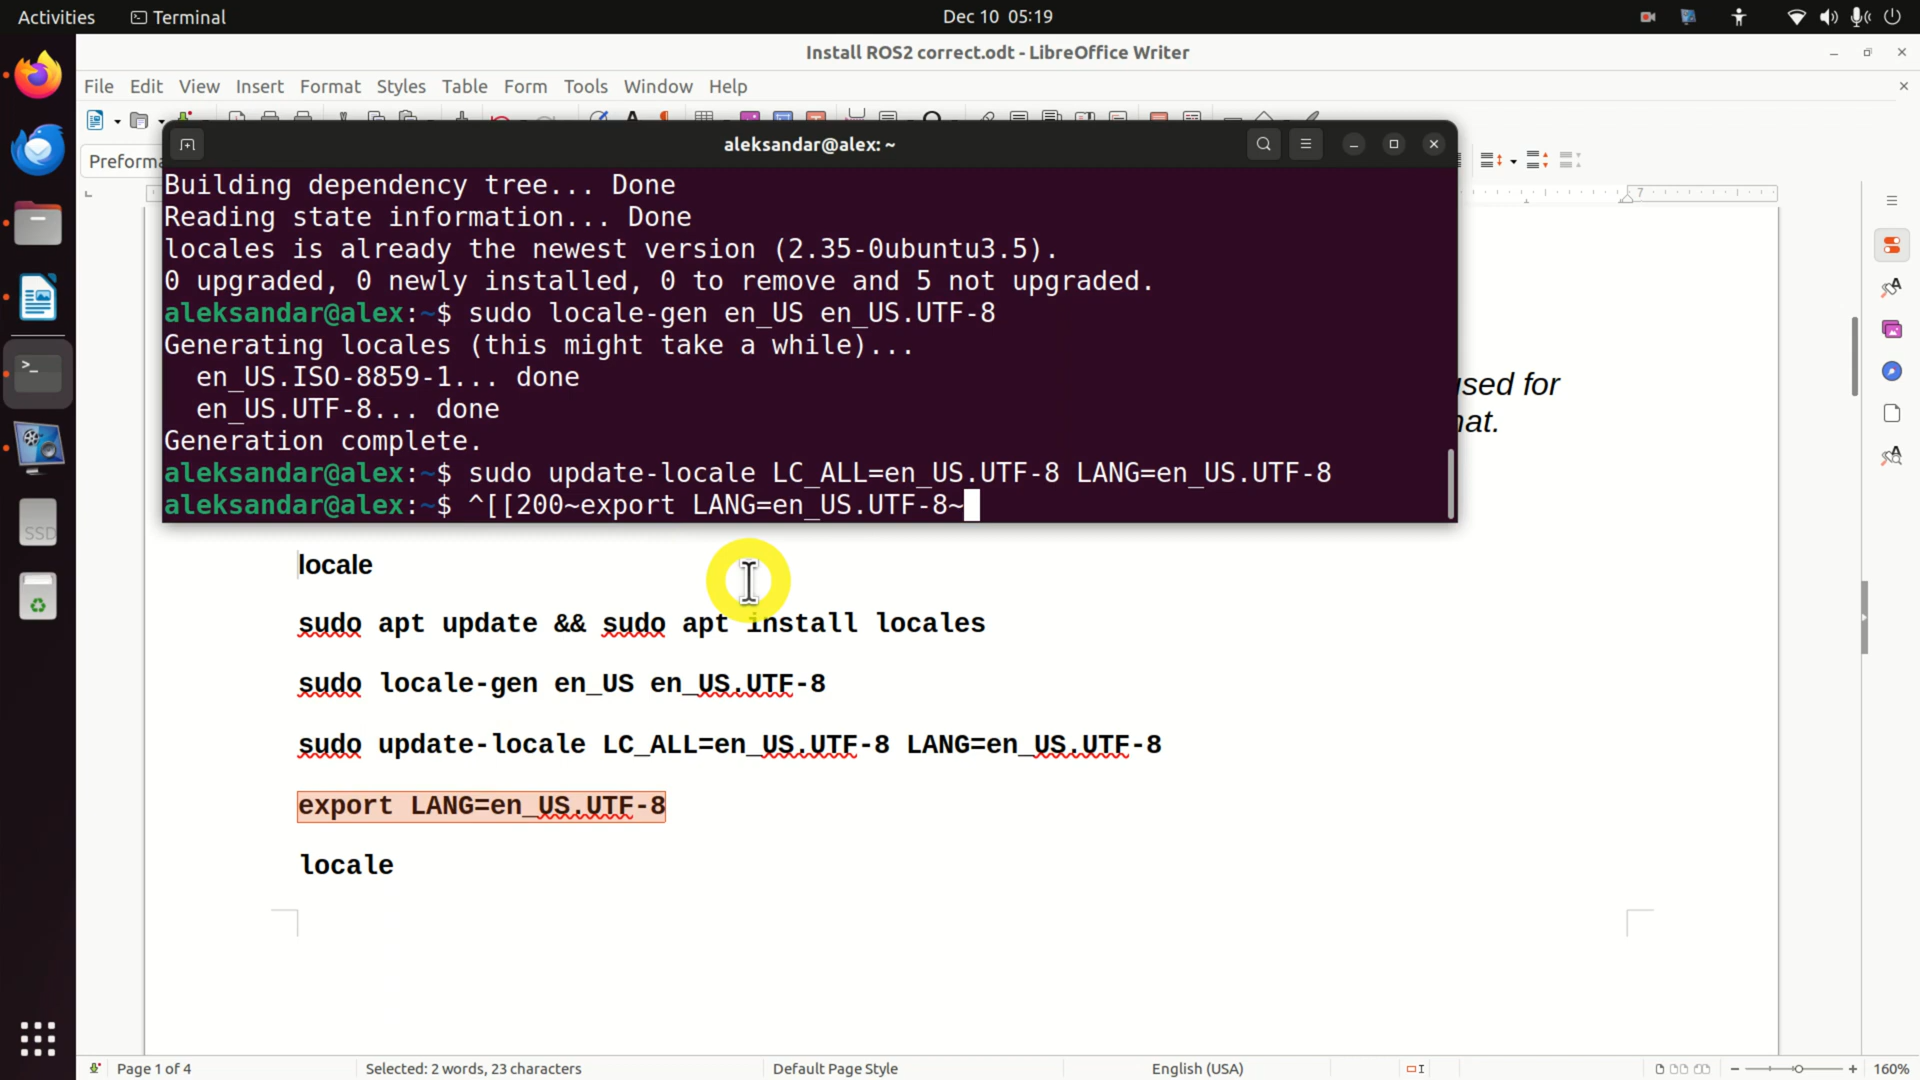 Activities Terminal Dec 10 05:19
Install ROS2 correct.odt - LibreOffice Writer
File Edit View Insert Format Styles Table Form Tools Window Help
aleksandar@alex: ~
Building dependency tree... Done
Reading state information... Done
locales is already the newest version (2.35-0ubuntu3.5).
0 upgraded, 0 newly installed, 0 to remove and 5 not upgraded.
aleksandar@alex:~$ sudo locale-gen en_US en_US.UTF-8
Generating locales (this might take a while)...
en_US.ISO-8859-1... done
en_US.UTF-8... done
Generation complete.
aleksandar@alex:~$ sudo update-locale LC_ALL=en_US.UTF-8 LANG=en_US.UTF-8
aleksandar@alex:~$ ^[[200~export LANG=en_US.UTF-8~
7
used for
locale
sudo apt update && sudo apt install locales
sudo locale-gen en_US en_US.UTF-8
sudo update-locale LC_ALL=en_US.UTF-8 LANG=en_US.UTF-8
export LANG=en_US.UTF-8
locale
SSD
Page 1 of 4 Selected: 2 words, 23 characters Default Page Style English (USA) 160%